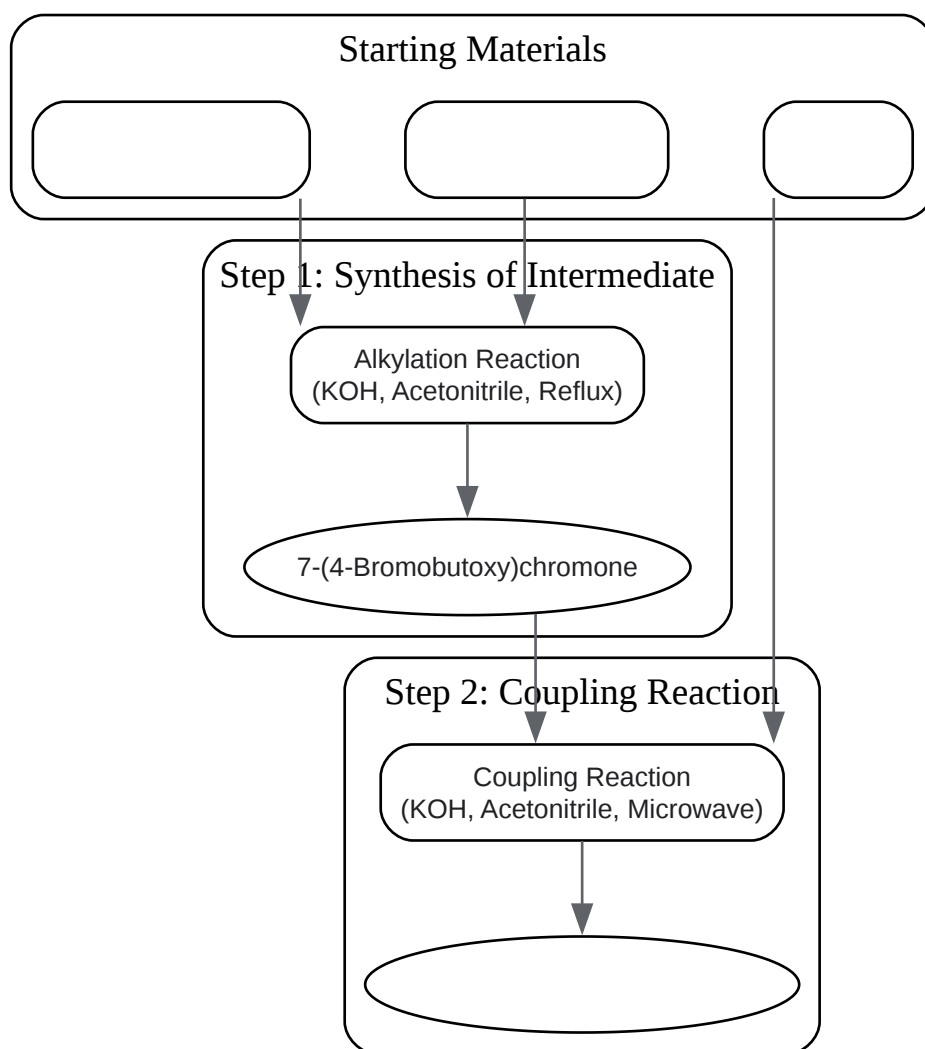 Starting Materials
Step 1: Synthesis of Intermediate
Alkylation Reaction
(KOH, Acetonitrile, Reflux)
7-(4-Bromobutoxy)chromone
Step 2: Coupling Reaction
Coupling Reaction
(KOH, Acetonitrile, Microwave)